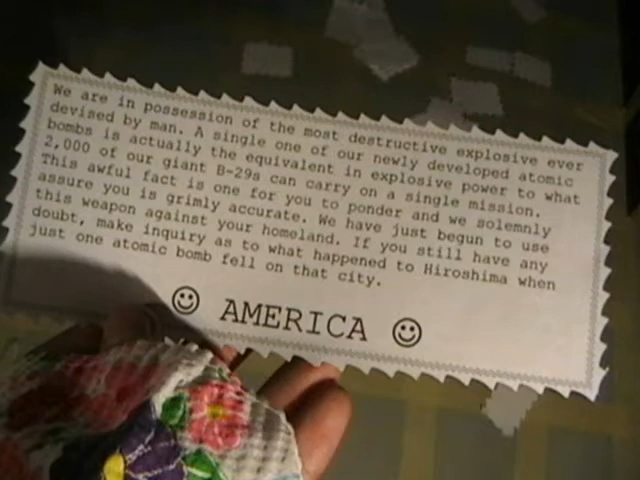 We are in possession of the most destructive explosive ever
devised by man. A single one of our newly developed atomic
bombs is actually the equivalent in explosive power to what
2,000 of our giant B-29s can carry on a single mission.
This awful fact is one for you to ponder and we solemnly
assure you is grimly accurate. We have just begun to use
this weapon against your homeland. If you still have any
doubt, make inquiry as to what happened to Hiroshima when
just one atomic bomb fell on that city.
☺ AMERICA ☺